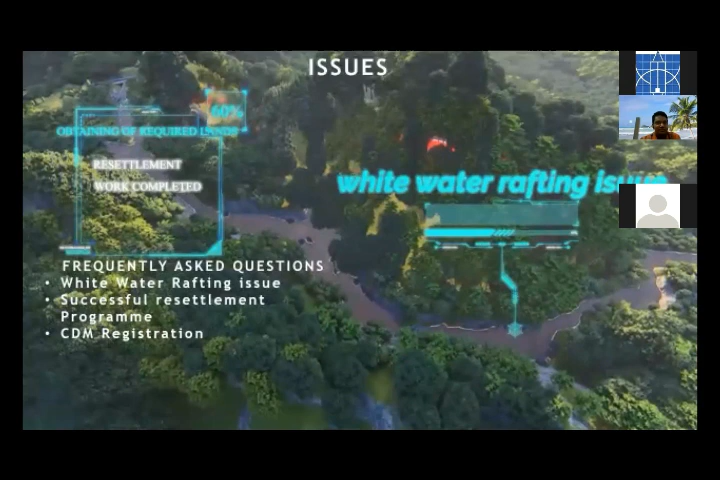 ISSUES
60%
OBTAINING OF REQUIRED LANDS
RESETTLEMENT
WORK COMPLETED
white water rafting issue
FREQUENTLY ASKED QUESTIONS
• White Water Rafting issue
• Successful resettlement
Programme
• CDM Registration